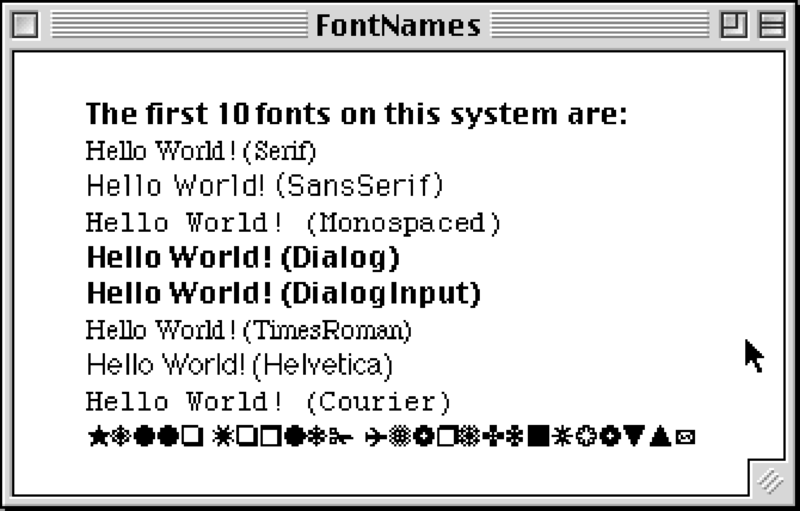 FontNames
The first 10 fonts on this system are:
Hello World! (Serif)
Hello World! (SansSerif)
Hello World! (Monospaced)
Hello World! (Dialog)
Hello World! (DialogInput)
Hello World! (TimesRoman)
Hello World! (Helvetica)
Hello World! (Courier)